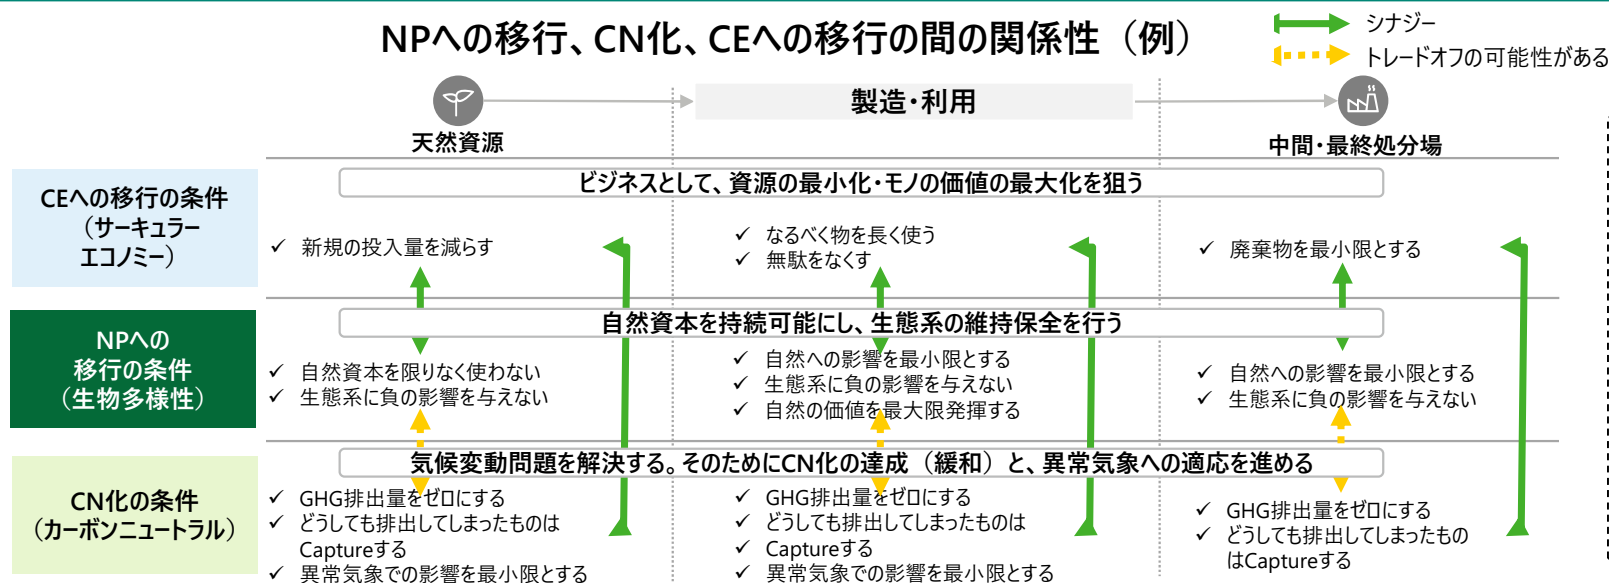 NPへの移行、CN化、CEへの移行の間の関係性（例）
シナジー
トレードオフの可能性がある
天然資源
製造・利用
中間・最終処分場
CEへの移行の条件
（サーキュラー
エコノミー）
ビジネスとして、資源の最小化・モノの価値の最大化を狙う
✓ 新規の投入量を減らす
✓ なるべく物を長く使う
✓ 無駄をなくす
✓ 廃棄物を最小限とする
NPへの
移行の条件
（生物多様性）
自然資本を持続可能にし、生態系の維持保全を行う
✓ 自然資本を限りなく使わない
✓ 生態系に負の影響を与えない
✓ 自然への影響を最小限とする
✓ 生態系に負の影響を与えない
✓ 自然の価値を最大限発揮する
✓ 自然への影響を最小限とする
✓ 生態系に負の影響を与えない
CN化の条件
（カーボンニュートラル）
気候変動問題を解決する。そのためにCN化の達成（緩和）と、異常気象への適応を進める
✓ GHG排出量をゼロにする
✓ どうしても排出してしまったものは
Captureする
✓ 異常気象での影響を最小限とする
✓ GHG排出量をゼロにする
✓ どうしても排出してしまったものは
✓ Captureする
✓ 異常気象での影響を最小限とする
✓ GHG排出量をゼロにする
✓ どうしても排出してしまったもの
はCaptureする